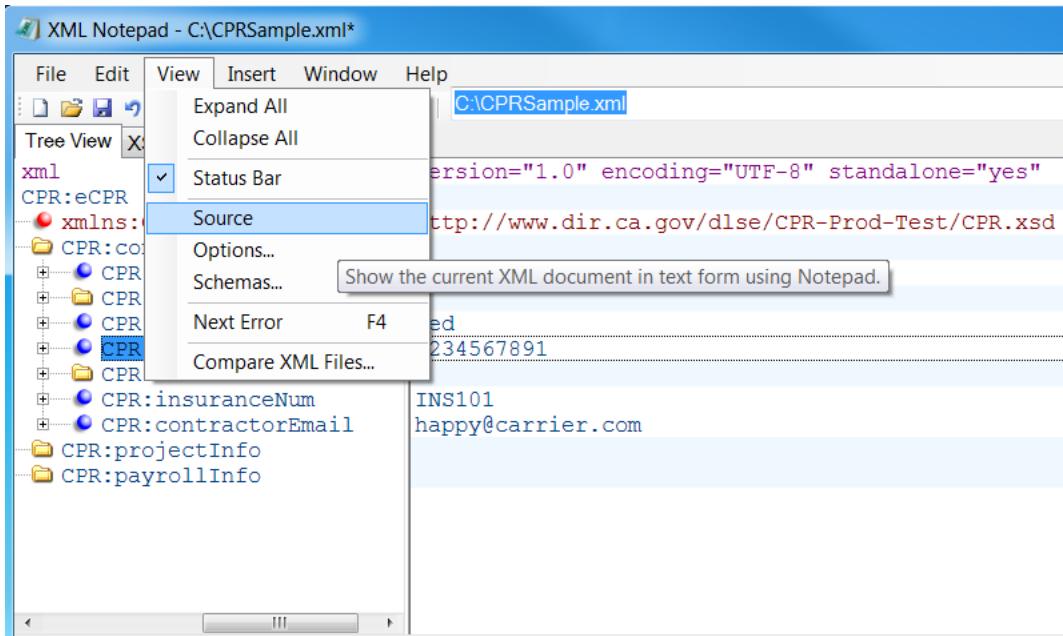 XML Notepad - C:\CPRSample.xml*
File Edit View Insert Window Help
C:\CPRSample.xml
Expand All
Collapse All
Status Bar
Source
Options...
Schemas...
Next Error F4
Compare XML Files...
Show the current XML document in text form using Notepad.
Tree View
xml ersion="1.0" encoding="UTF-8" standalone="yes"
CPR:eCPR
xmlns: ttp://www.dir.ca.gov/dlse/CPR-Prod-Test/CPR.xsd
CPR:co
CPR
CPR
CPR ed
CPR 234567891
CPR
CPR:insuranceNum INS101
CPR:contractorEmail happy@carrier.com
CPR:projectInfo
CPR:payrollInfo